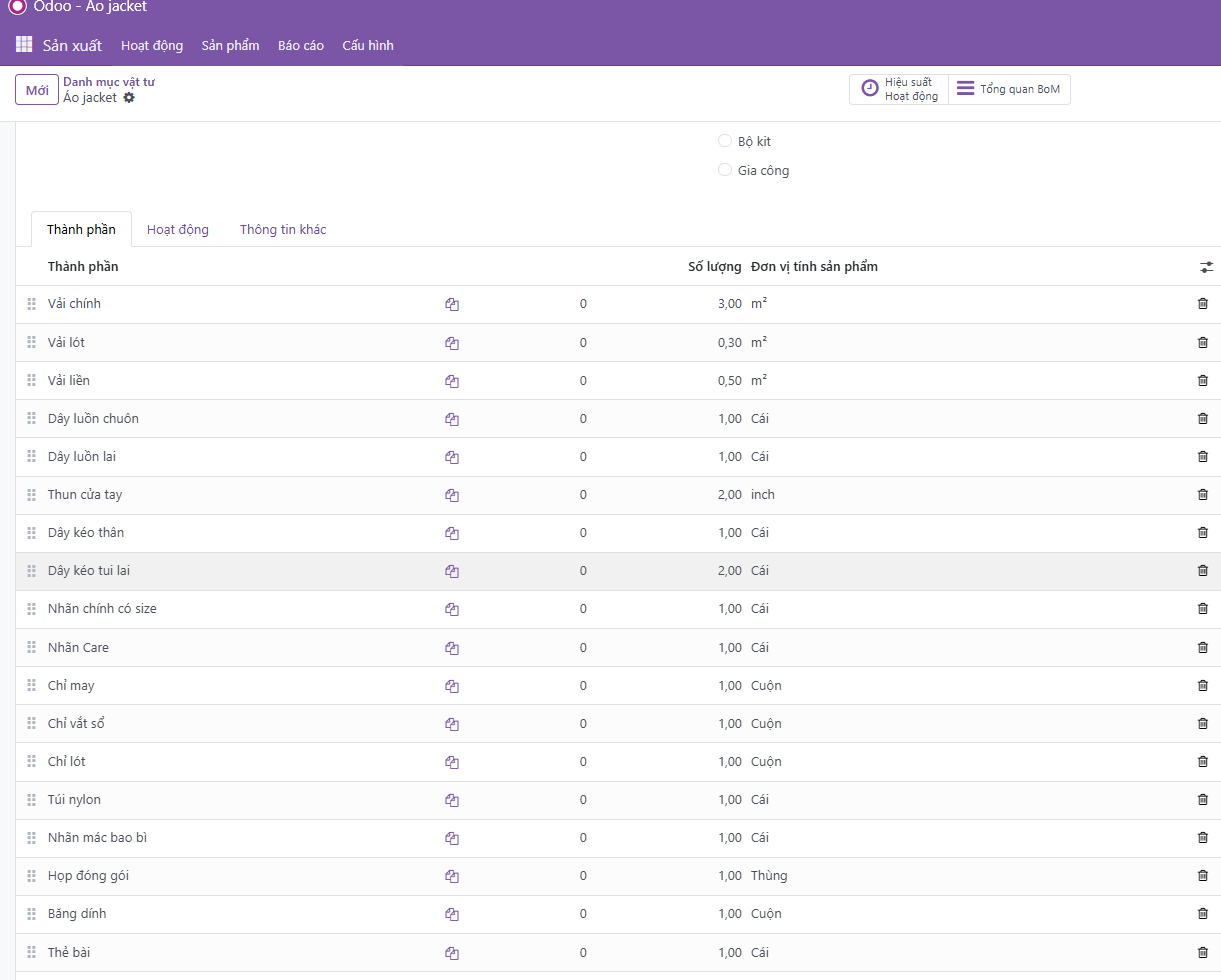 Odoo - Áo jacket
Sản xuất Hoạt động Sản phẩm Báo cáo Cấu hình
Mới
Danh mục vật tư
Áo jacket
Hiệu suất
Hoạt động
Tổng quan BoM
Bộ kit
Gia công
Thành phần Hoạt động Thông tin khác
Thành phần Số lượng Đơn vị tính sản phẩm
Vải chính 0 3,00 m²
Vải lót 0 0,30 m²
Vải liền 0 0,50 m²
Dây luồn chuôn 0 1,00 Cái
Dây luồn lai 0 1,00 Cái
Thun cửa tay 0 2,00 inch
Dây kéo thân 0 1,00 Cái
Dây kéo tui lai 0 2,00 Cái
Nhãn chính có size 0 1,00 Cái
Nhãn Care 0 1,00 Cái
Chỉ may 0 1,00 Cuộn
Chỉ vắt sổ 0 1,00 Cuộn
Chỉ lót 0 1,00 Cuộn
Túi nylon 0 1,00 Cái
Nhãn mác bao bì 0 1,00 Cái
Họp đóng gói 0 1,00 Thùng
Băng dính 0 1,00 Cuộn
Thẻ bài 0 1,00 Cái